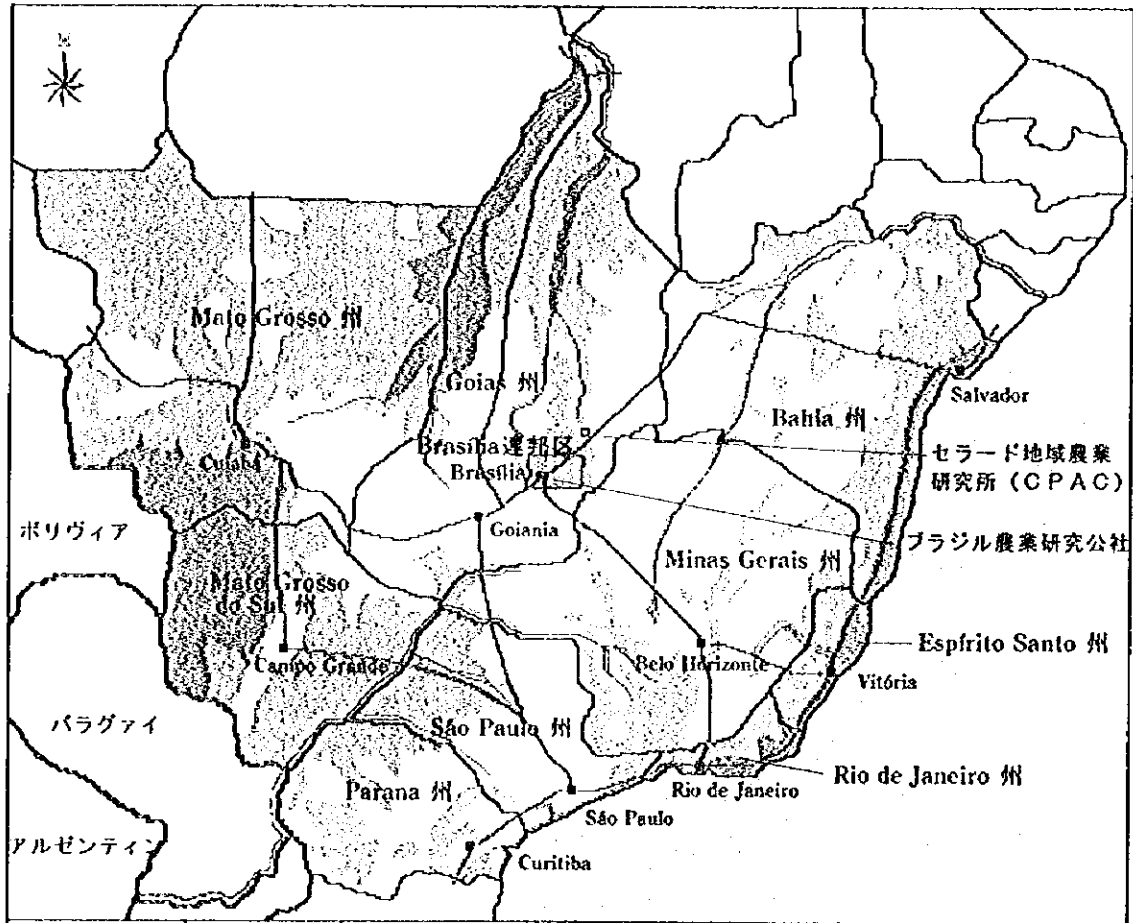 N
Mato Grosso 州
Goias 州
Bahia 州
Salvador
Brasília連邦区
Brasília
Cuiabá
セラード地域農業
研究所（CPAC）
ボリヴィア
Goiania
ブラジル農業研究公社
Minas Gerais 州
Mato Grosso
do Sul 州
Espírito Santo 州
Campo Grande
Belo Horizonte
Vitória
パラグァイ
São Paulo 州
Rio de Janeiro 州
Parana 州
Rio de Janeiro
São Paulo
アルゼンティン
Curitiba